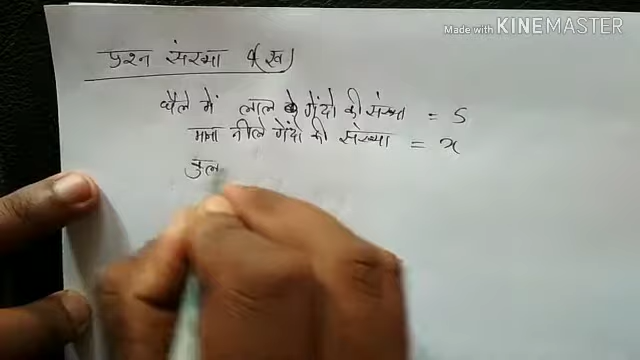 Made with KINEMASTER
प्रश्न संख्या 4(ख)
थैले में लाल गेंदो की संख्या = 5
माना नीले गेंदो की संख्या = x
कुल